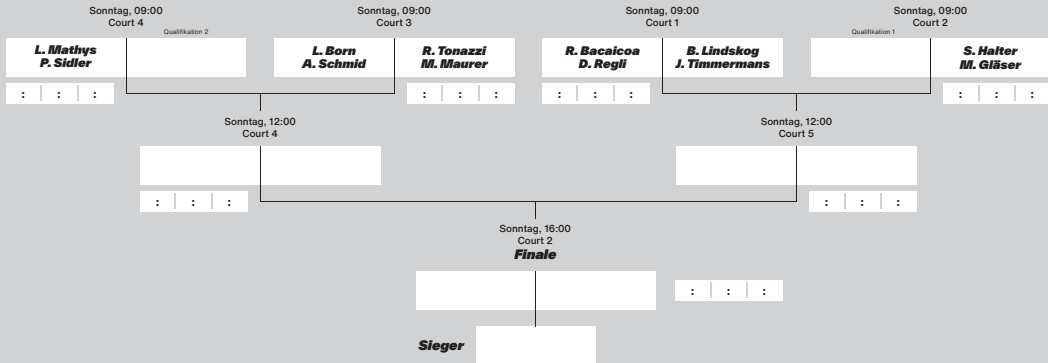 Sonntag, 09:00
Court 4
Qualifikation 2
L. Mathys
P. Sidler
: : :
Sonntag, 09:00
Court 3
L. Born
A. Schmid
R. Tonazzi
M. Maurer
: : :
Sonntag, 09:00
Court 1
R. Bacaicoa
D. Regli
B. Lindskog
J. Timmermans
: : :
Sonntag, 09:00
Court 2
Qualifikation 1
S. Halter
M. Gläser
: : :
Sonntag, 12:00
Court 4
: : :
Sonntag, 12:00
Court 5
: : :
Sonntag, 16:00
Court 2
Finale
: : :
Sieger